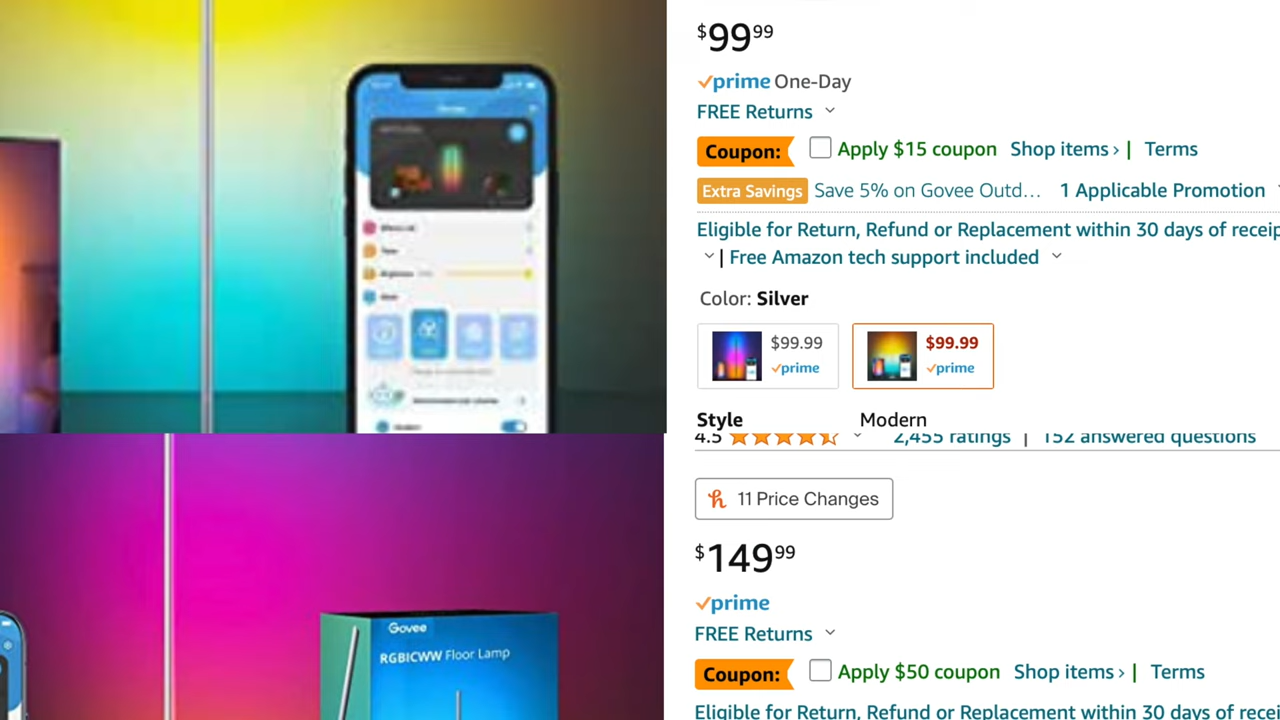 $99.99
prime One-Day
FREE Returns
Coupon: Apply $15 coupon Shop items › | Terms
Extra Savings Save 5% on Govee Outd... 1 Applicable Promotion
Eligible for Return, Refund or Replacement within 30 days of receip
| Free Amazon tech support included
Color: Silver
$99.99 $99.99
prime prime
Style Modern
4.5 2,455 ratings | 152 answered questions
11 Price Changes
$149.99
prime
FREE Returns
Govee
RGBICWW Floor Lamp
Coupon: Apply $50 coupon Shop items › | Terms
Eligible for Return, Refund or Replacement within 30 days of recei